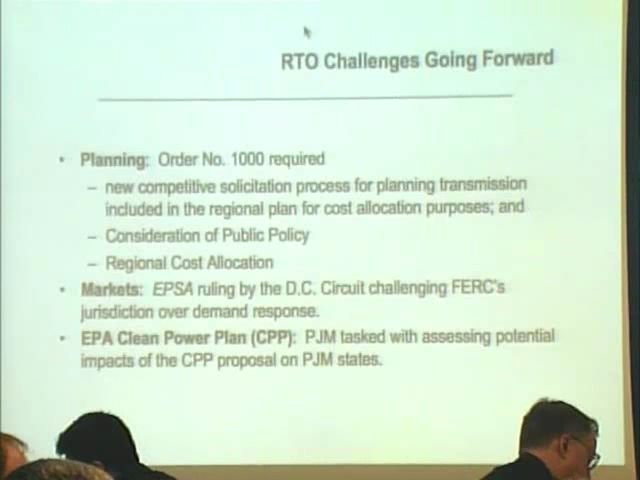 RTO Challenges Going Forward
• Planning: Order No. 1000 required
– new competitive solicitation process for planning transmission
included in the regional plan for cost allocation purposes; and
– Consideration of Public Policy
– Regional Cost Allocation
• Markets: EPSA ruling by the D.C. Circuit challenging FERC's
jurisdiction over demand response.
• EPA Clean Power Plan (CPP): PJM tasked with assessing potential
impacts of the CPP proposal on PJM states.